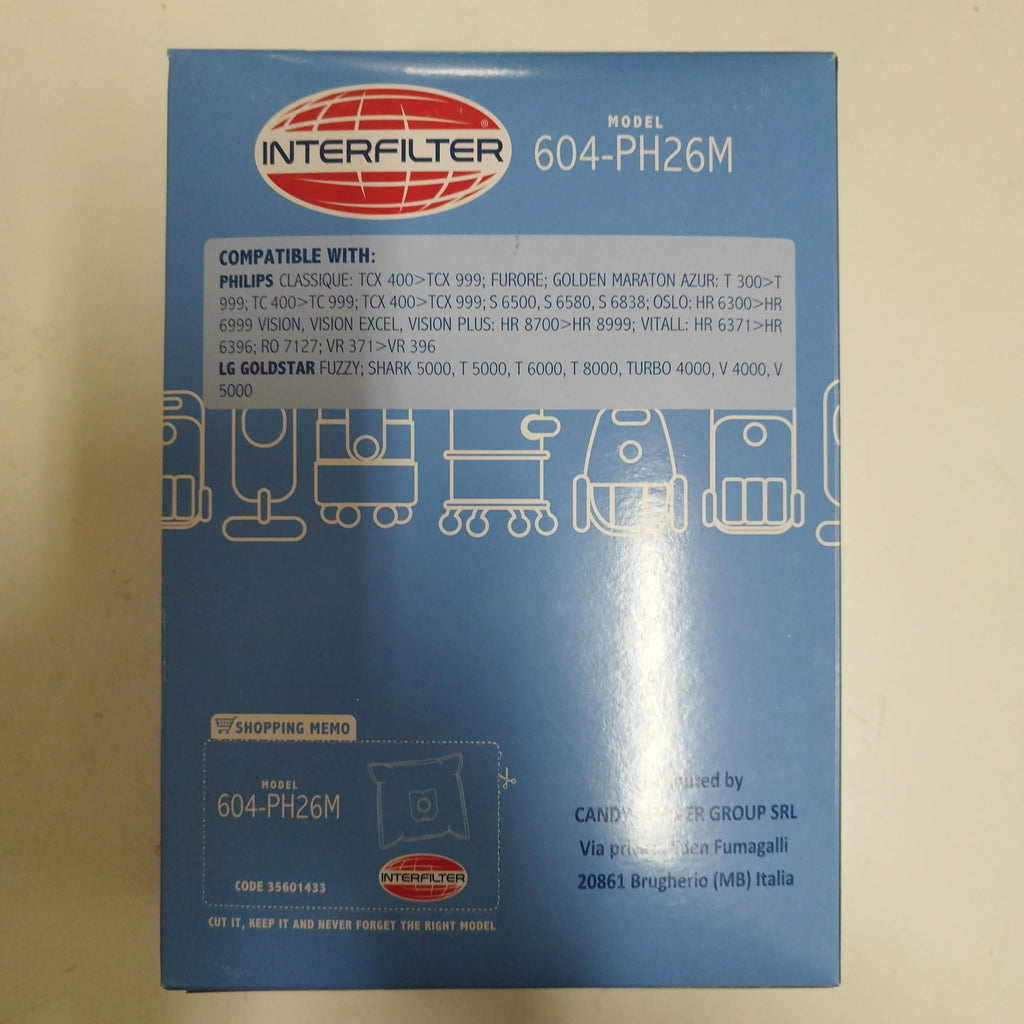 INTERFILTER ®
MODEL
604-PH26M
COMPATIBLE WITH:
PHILIPS CLASSIQUE: TCX 400>TCX 999; FURORE; GOLDEN MARATON AZUR: T 300>T
999; TC 400>TC 999; TCX 400>TCX 999; S 6500, S 6580, S 6838; OSLO: HR 6300>HR
6999 VISION, VISION EXCEL, VISION PLUS: HR 8700>HR 8999; VITALL: HR 6371>HR
6396; RO 7127; VR 371>VR 396
LG GOLDSTAR FUZZY; SHARK 5000, T 5000, T 6000, T 8000, TURBO 4000, V 4000, V
5000
SHOPPING MEMO
MODEL
604-PH26M
INTERFILTER
CODE 35601433
CUT IT, KEEP IT AND NEVER FORGET THE RIGHT MODEL
by
CANDY GROUP SRL
Via Fumagalli
20861 Brugherio (MB) Italia